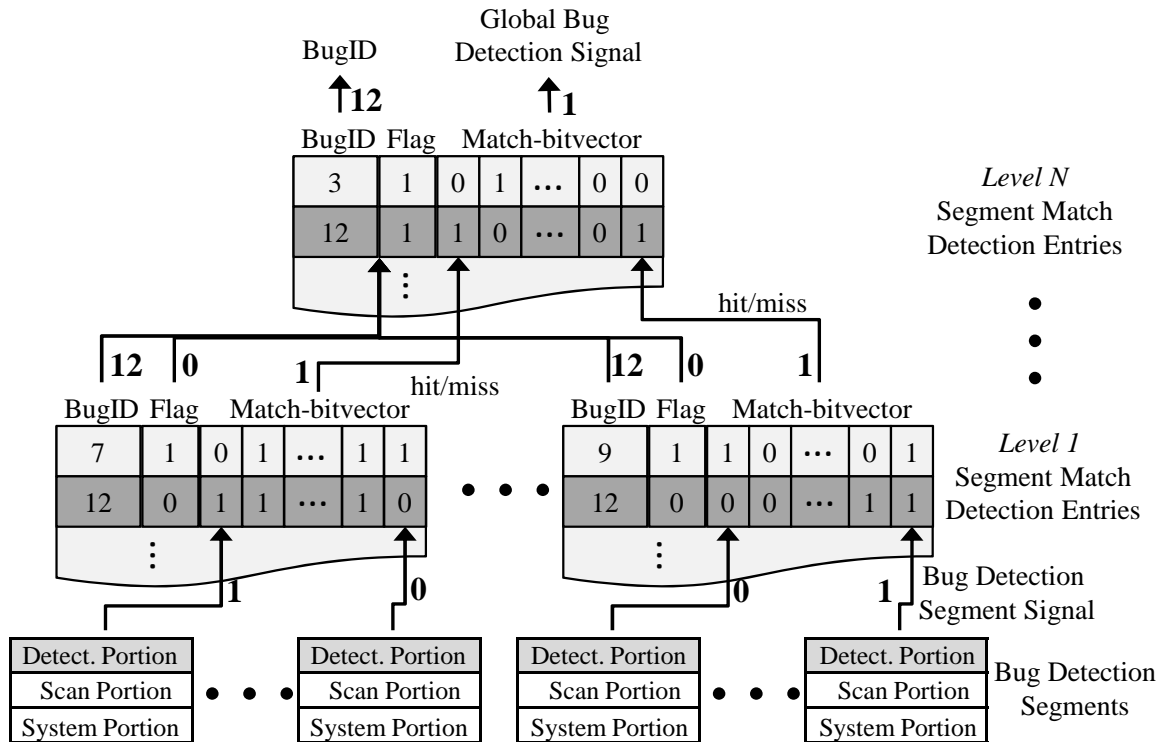 BugID
Global Bug
Detection Signal
12
1
BugID Flag Match-bitvector
3 1 0 1 ... 0 0
12 1 1 0 ... 0 1
⋮
Level N
Segment Match
Detection Entries
hit/miss
12 0 1
hit/miss
12 0 1
BugID Flag Match-bitvector
7 1 0 1 ... 1 1
12 0 1 1 ... 1 0
⋮
BugID Flag Match-bitvector
9 1 1 0 ... 0 1
12 0 0 0 ... 1 1
⋮
Level 1
Segment Match
Detection Entries
1
0
0
1
Bug Detection
Segment Signal
Detect. Portion
Scan Portion
System Portion
Detect. Portion
Scan Portion
System Portion
Detect. Portion
Scan Portion
System Portion
Detect. Portion
Scan Portion
System Portion
Bug Detection
Segments